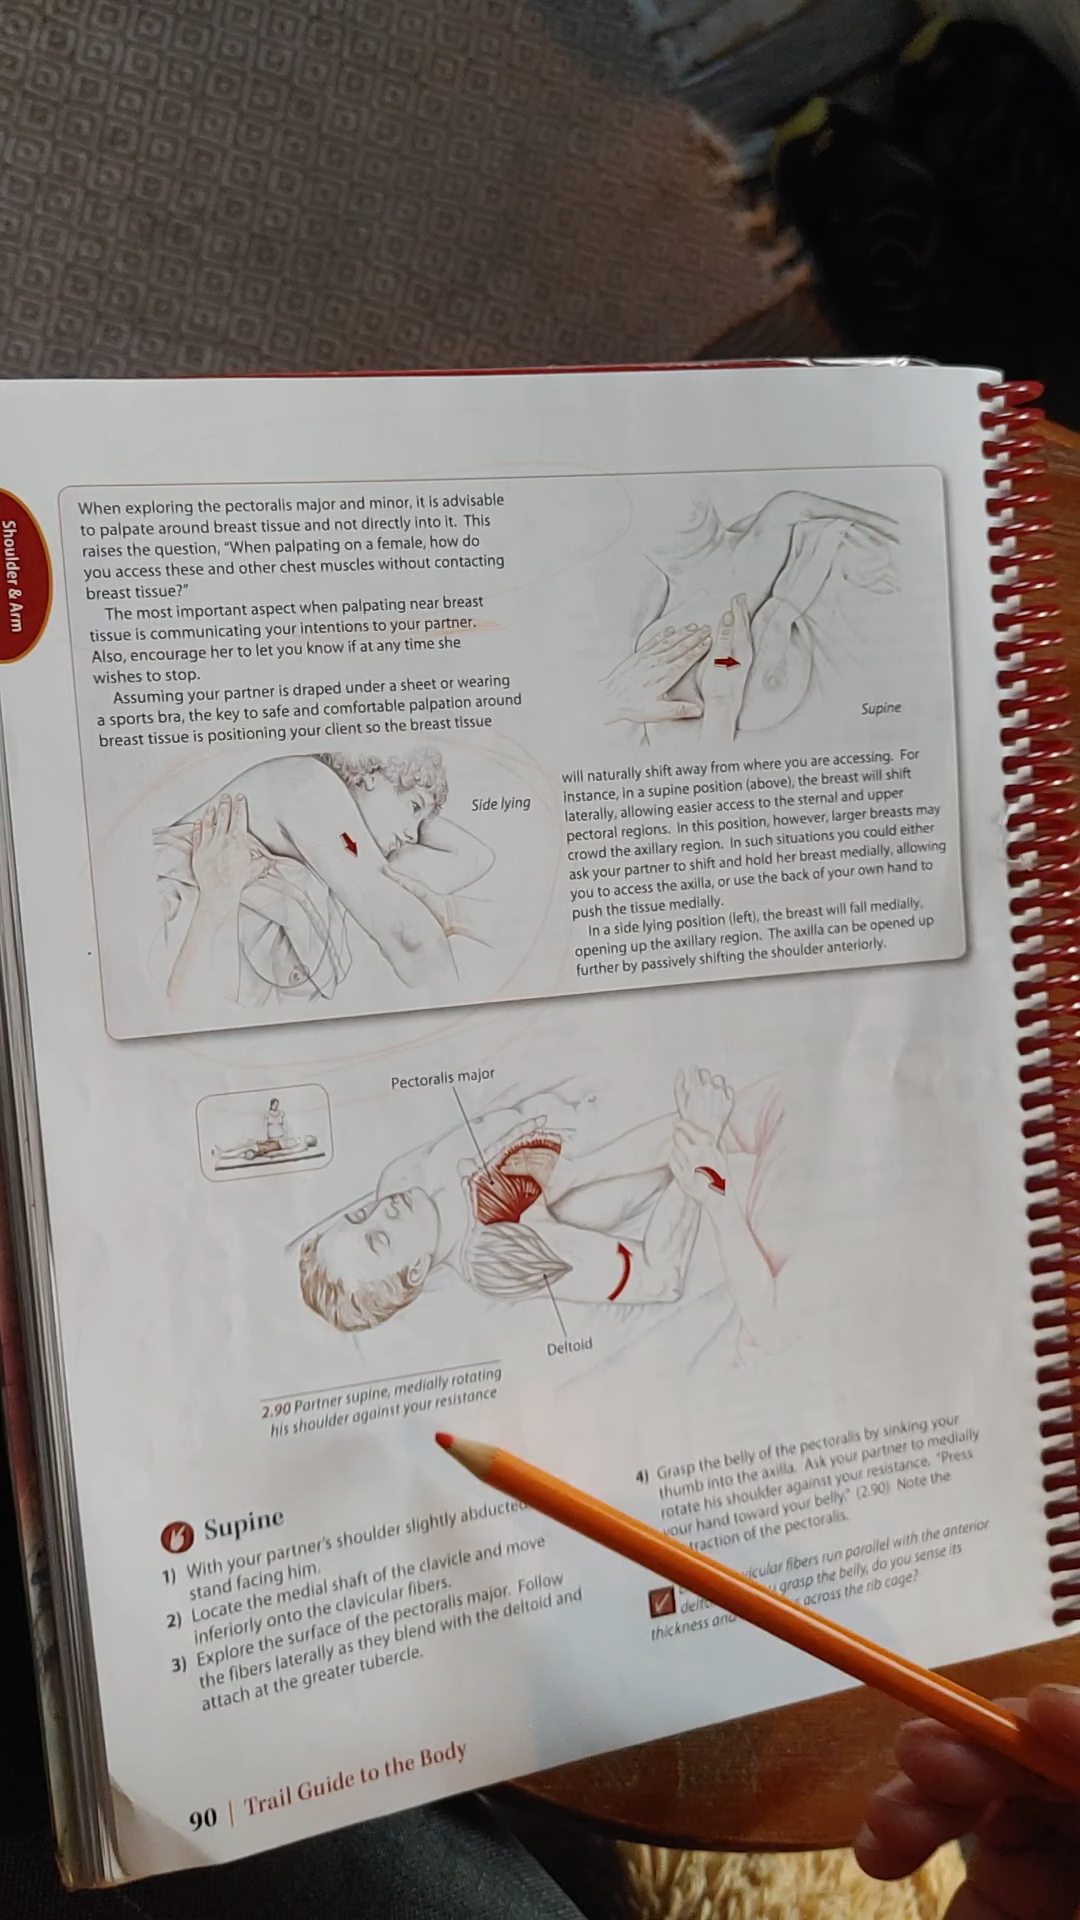 Shoulder & Arm
When exploring the pectoralis major and minor, it is advisable
to palpate around breast tissue and not directly into it. This
raises the question, “When palpating on a female, how do
you access these and other chest muscles without contacting
breast tissue?”
The most important aspect when palpating near breast
tissue is communicating your intentions to your partner.
Also, encourage her to let you know if at any time she
wishes to stop.
Assuming your partner is draped under a sheet or wearing
a sports bra, the key to safe and comfortable palpation around
breast tissue is positioning your client so the breast tissue
Supine
Side lying
will naturally shift away from where you are accessing. For
instance, in a supine position (above), the breast will shift
laterally, allowing easier access to the sternal and upper
pectoral regions. In this position, however, larger breasts may
crowd the axillary region. In such situations you could either
ask your partner to shift and hold her breast medially, allowing
you to access the axilla, or use the back of your own hand to
push the tissue medially.
In a side lying position (left), the breast will fall medially,
opening up the axillary region. The axilla can be opened up
further by passively shifting the shoulder anteriorly.
Pectoralis major
Deltoid
2.90 Partner supine, medially rotating
his shoulder against your resistance
Supine
1) With your partner's shoulder slightly abducted,
stand facing him.
2) Locate the medial shaft of the clavicle and move
inferiorly onto the clavicular fibers.
3) Explore the surface of the pectoralis major. Follow
the fibers laterally as they blend with the deltoid and
attach at the greater tubercle.
4) Grasp the belly of the pectoralis by sinking your
thumb into the axilla. Ask your partner to medially
rotate his shoulder against your resistance. “Press
your hand toward your belly.” (2.90) Note the
traction of the pectoralis.
vicular fibers run parallel with the anterior
grasp the belly, do you sense its
thickness and across the rib cage?
90 | Trail Guide to the Body